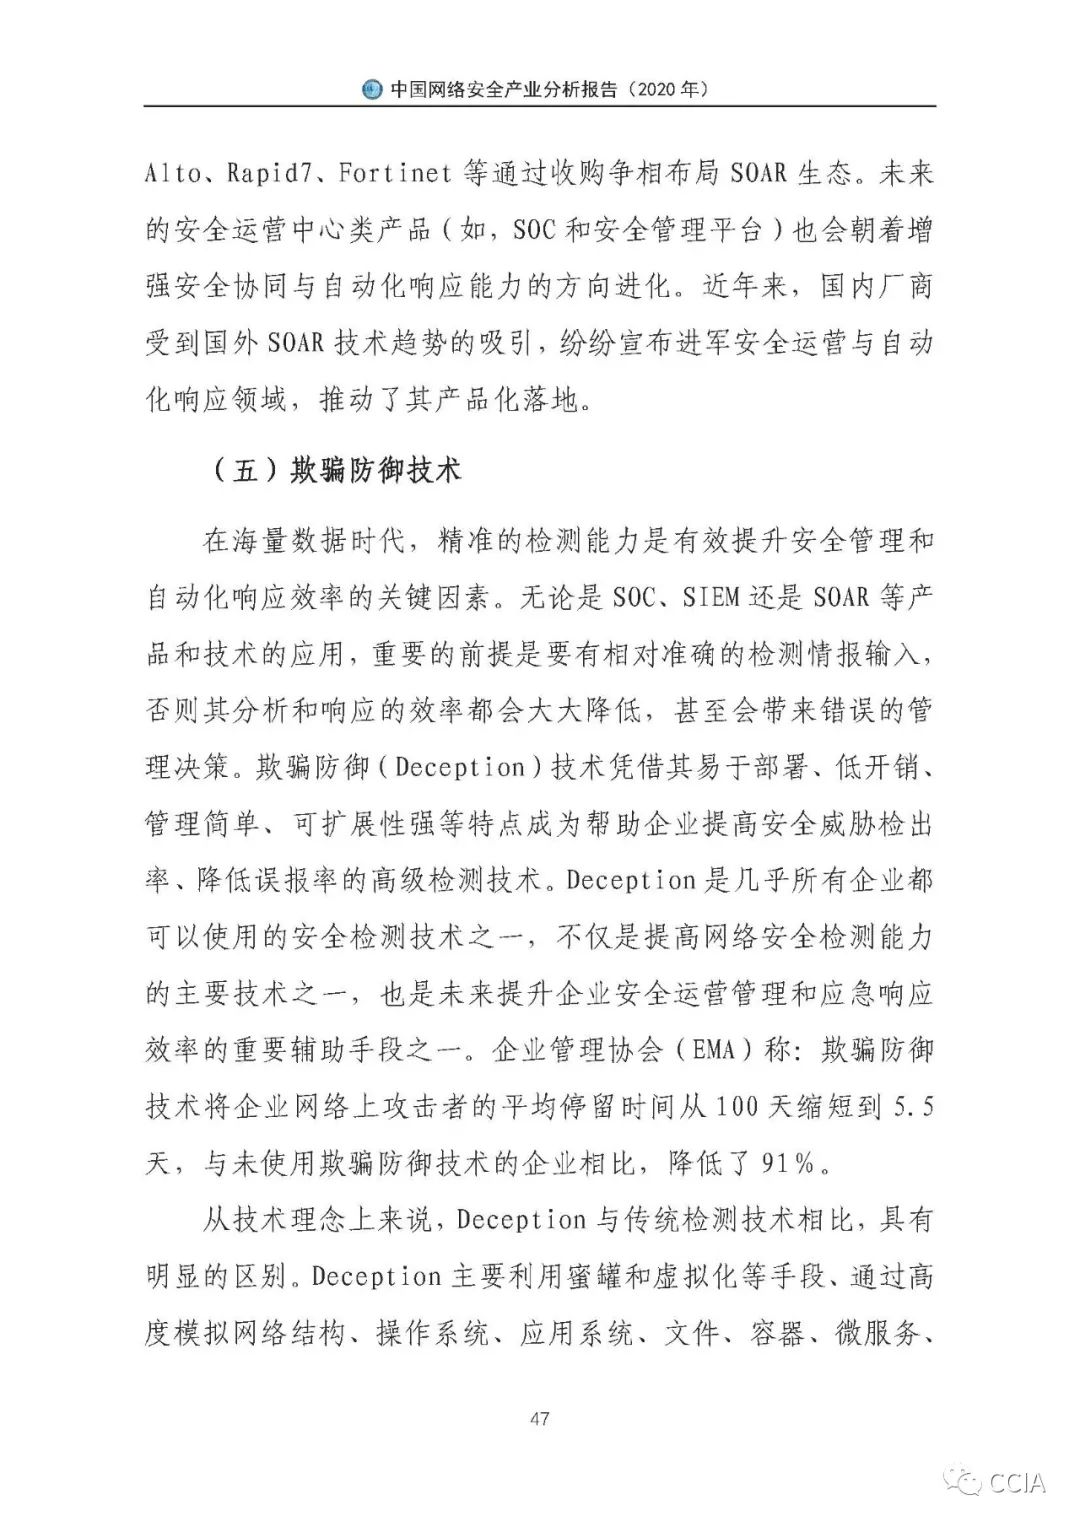 中国网络安全产业分析报告（2020 年）
Alto、Rapid7、Fortinet 等通过收购争相布局 SOAR 生态。未来
的安全运营中心类产品（如，SOC 和安全管理平台）也会朝着增
强安全协同与自动化响应能力的方向进化。近年来，国内厂商
受到国外 SOAR 技术趋势的吸引，纷纷宣布进军安全运营与自动
化响应领域，推动了其产品化落地。
（五）欺骗防御技术
在海量数据时代，精准的检测能力是有效提升安全管理和
自动化响应效率的关键因素。无论是 SOC、SIEM 还是 SOAR 等产
品和技术的应用，重要的前提是要有相对准确的检测情报输入，
否则其分析和响应的效率都会大大降低，甚至会带来错误的管
理决策。欺骗防御（Deception）技术凭借其易于部署、低开销、
管理简单、可扩展性强等特点成为帮助企业提高安全威胁检出
率、降低误报率的高级检测技术。Deception 是几乎所有企业都
可以使用的安全检测技术之一，不仅是提高网络安全检测能力
的主要技术之一，也是未来提升企业安全运营管理和应急响应
效率的重要辅助手段之一。企业管理协会（EMA）称：欺骗防御
技术将企业网络上攻击者的平均停留时间从 100 天缩短到 5.5
天，与未使用欺骗防御技术的企业相比，降低了 91%。
从技术理念上来说，Deception 与传统检测技术相比，具有
明显的区别。Deception 主要利用蜜罐和虚拟化等手段、通过高
度模拟网络结构、操作系统、应用系统、文件、容器、微服务、
47
CCIA